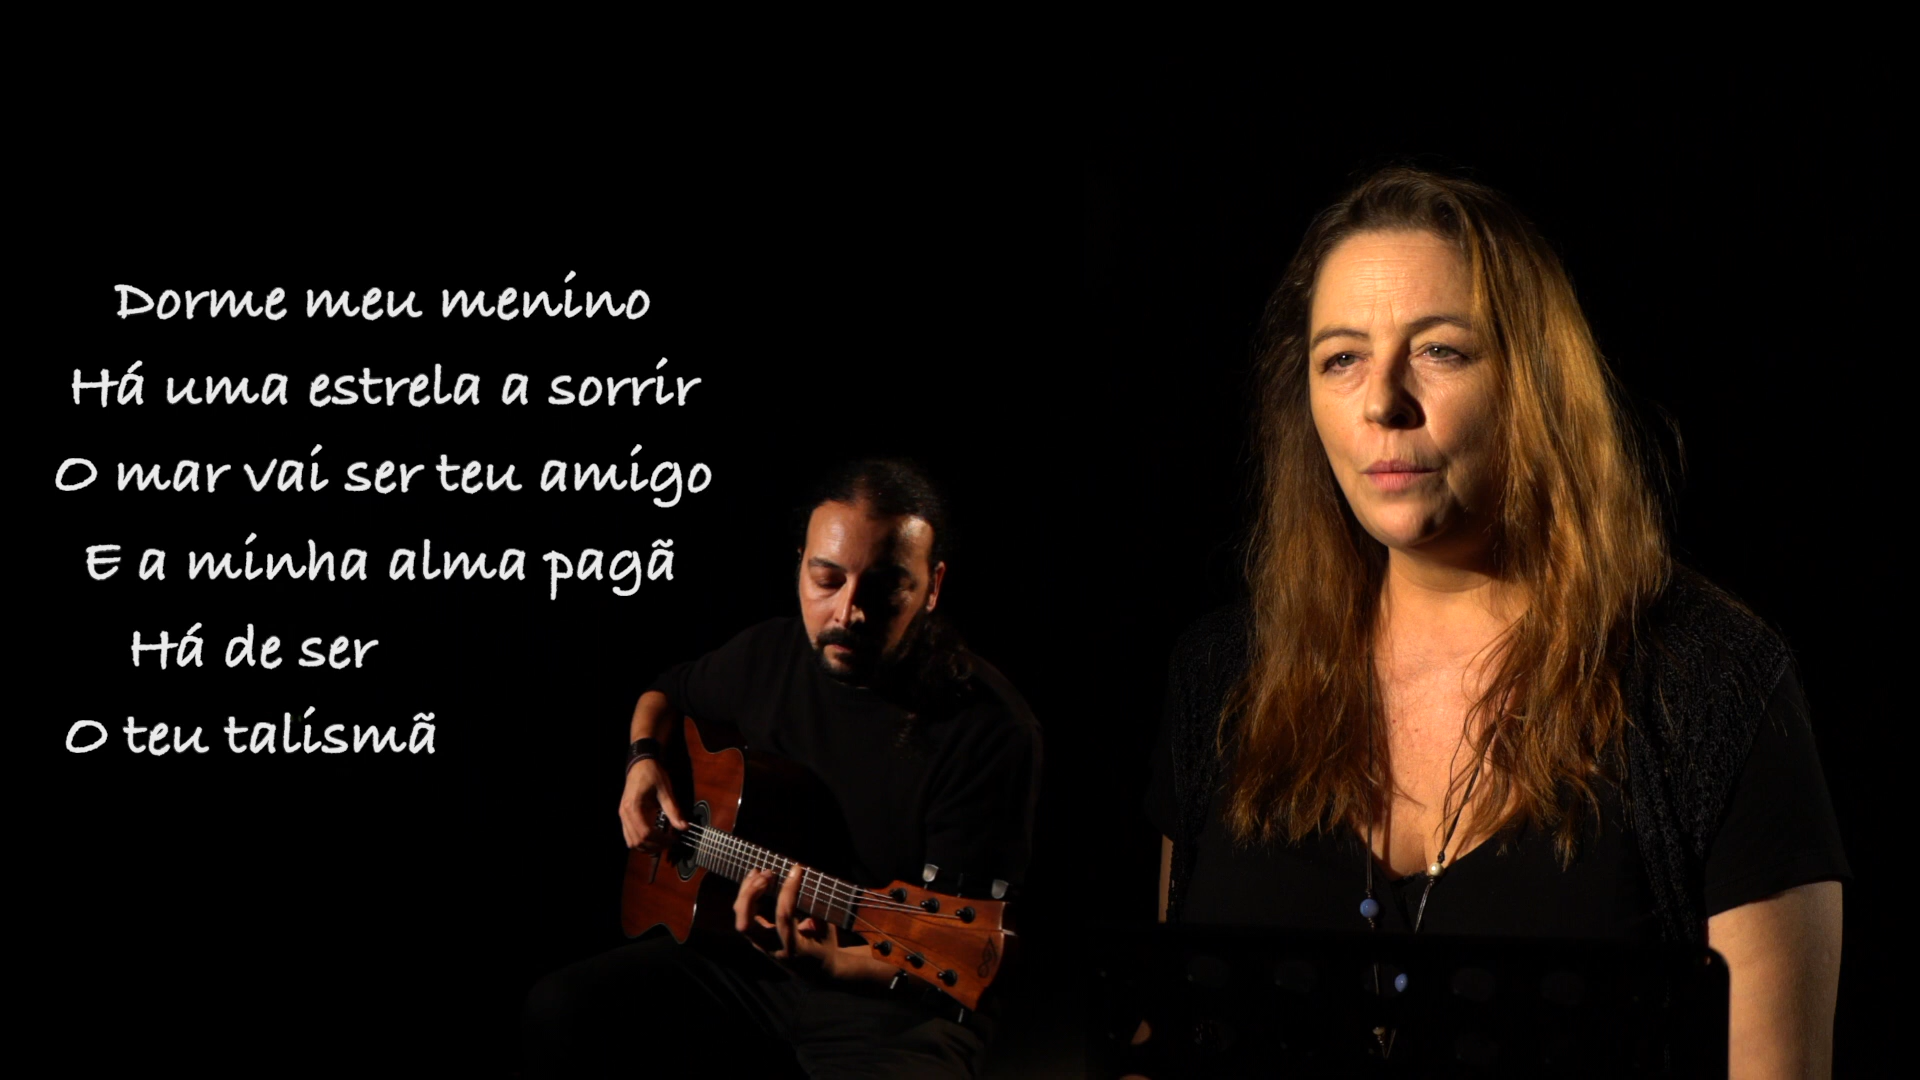 Dorme meu menino
Há uma estrela a sorrir
O mar vai ser teu amigo
E a minha alma pagã
Há de ser
O teu talismã